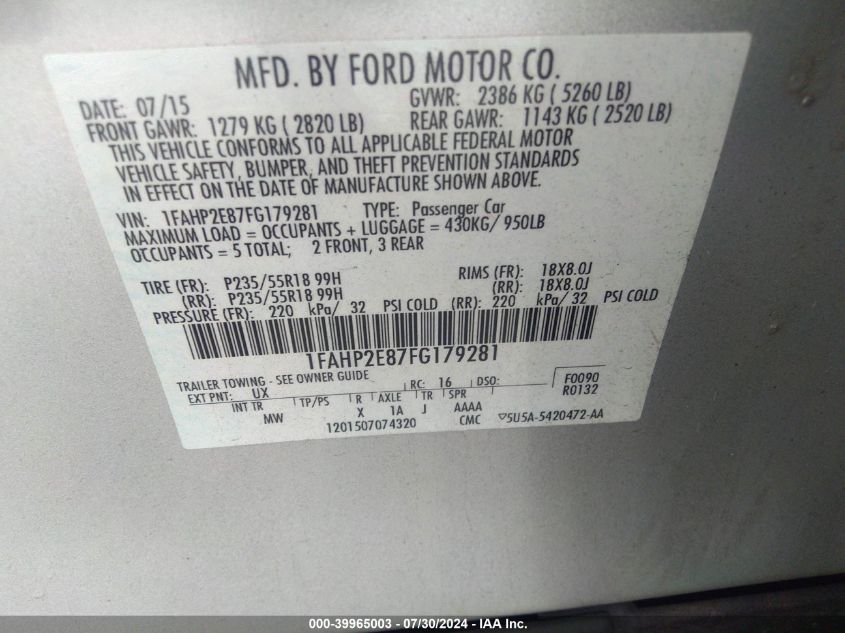 MFD. BY FORD MOTOR CO.
DATE: 07/15 GVWR: 2386 KG ( 5260 LB)
FRONT GAWR: 1279 KG ( 2820 LB) REAR GAWR: 1143 KG ( 2520 LB)
THIS VEHICLE CONFORMS TO ALL APPLICABLE FEDERAL MOTOR
VEHICLE SAFETY, BUMPER, AND THEFT PREVENTION STANDARDS
IN EFFECT ON THE DATE OF MANUFACTURE SHOWN ABOVE.
VIN: 1FAHP2E87FG179281 TYPE: Passenger Car
MAXIMUM LOAD = OCCUPANTS + LUGGAGE = 430KG/ 950LB
OCCUPANTS = 5 TOTAL; 2 FRONT, 3 REAR
TIRE (FR): P235/55R18 99H RIMS (FR): 18X8.0J
(RR): P235/55R18 99H (RR): 18X8.0J
PRESSURE (FR): 220 kPa/ 32 PSI COLD (RR): 220 kPa/ 32 PSI COLD
1FAHP2E87FG179281
TRAILER TOWING - SEE OWNER GUIDE
EXT PNT: UX RC: 16 DSO: F0090
R0132
INT TR TP/PS R AXLE TR SPR
MW X 1A J AAAA
1201507074320 CMC ▽5U5A-5420472-AA
000-39965003 - 07/30/2024 - IAA Inc.